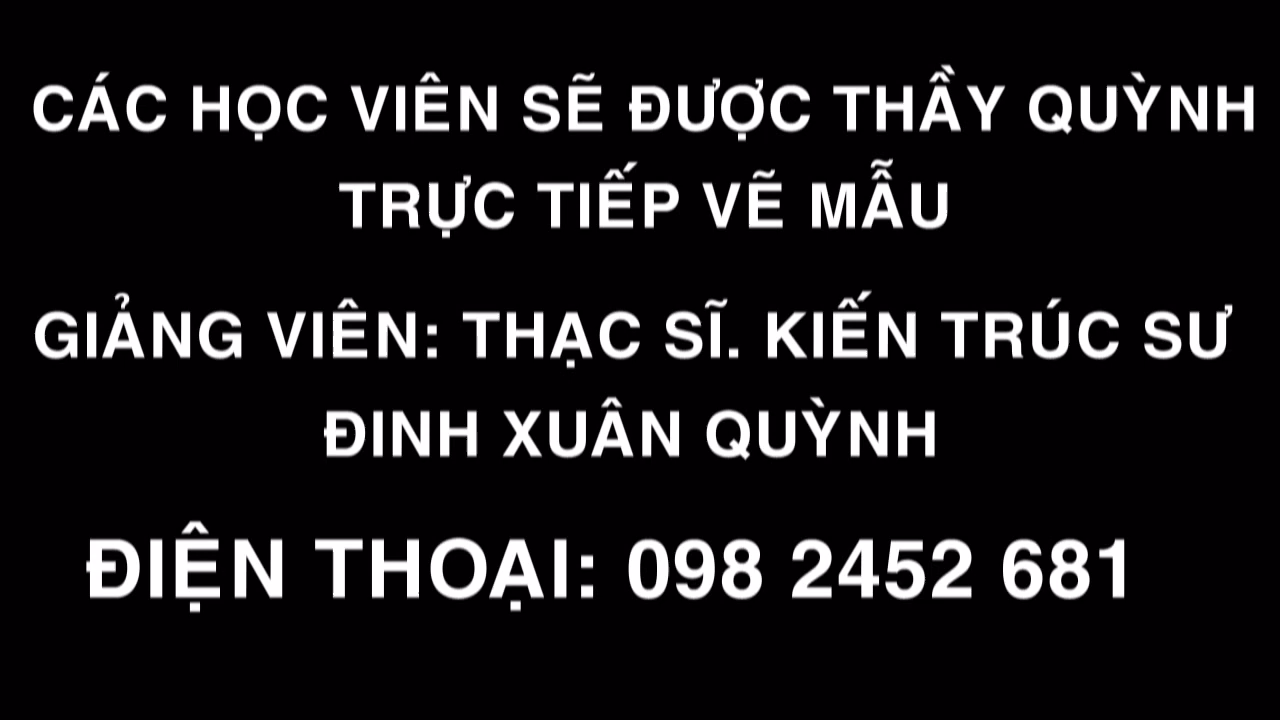 CÁC HỌC VIÊN SẼ ĐƯỢC THẦY QUỲNH
TRỰC TIẾP VẼ MẪU
GIẢNG VIÊN: THẠC SĨ. KIẾN TRÚC SƯ
ĐINH XUÂN QUỲNH
ĐIỆN THOẠI: 098 2452 681